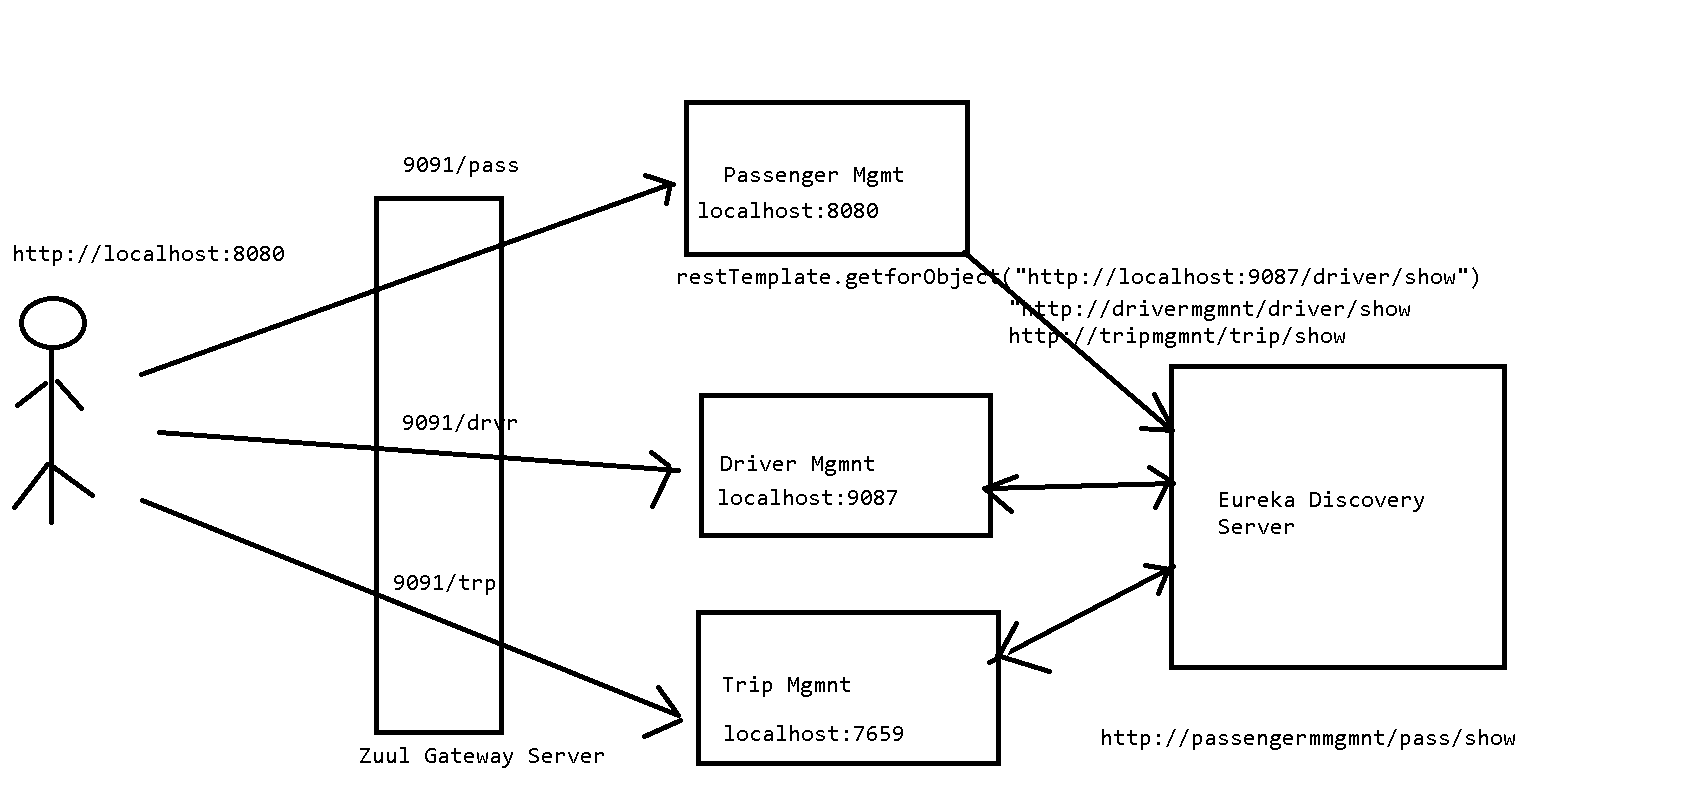 9091/pass
http://localhost:8080
Passenger Mgmt
localhost:8080
restTemplate.getforObject("http://localhost:9087/driver/show")
"http://drivermgmnt/driver/show
http://tripmgmnt/trip/show
9091/drvr
Driver Mgmnt
localhost:9087
Eureka Discovery
Server
9091/trp
Trip Mgmnt
localhost:7659
Zuul Gateway Server
http://passengermmgmnt/pass/show